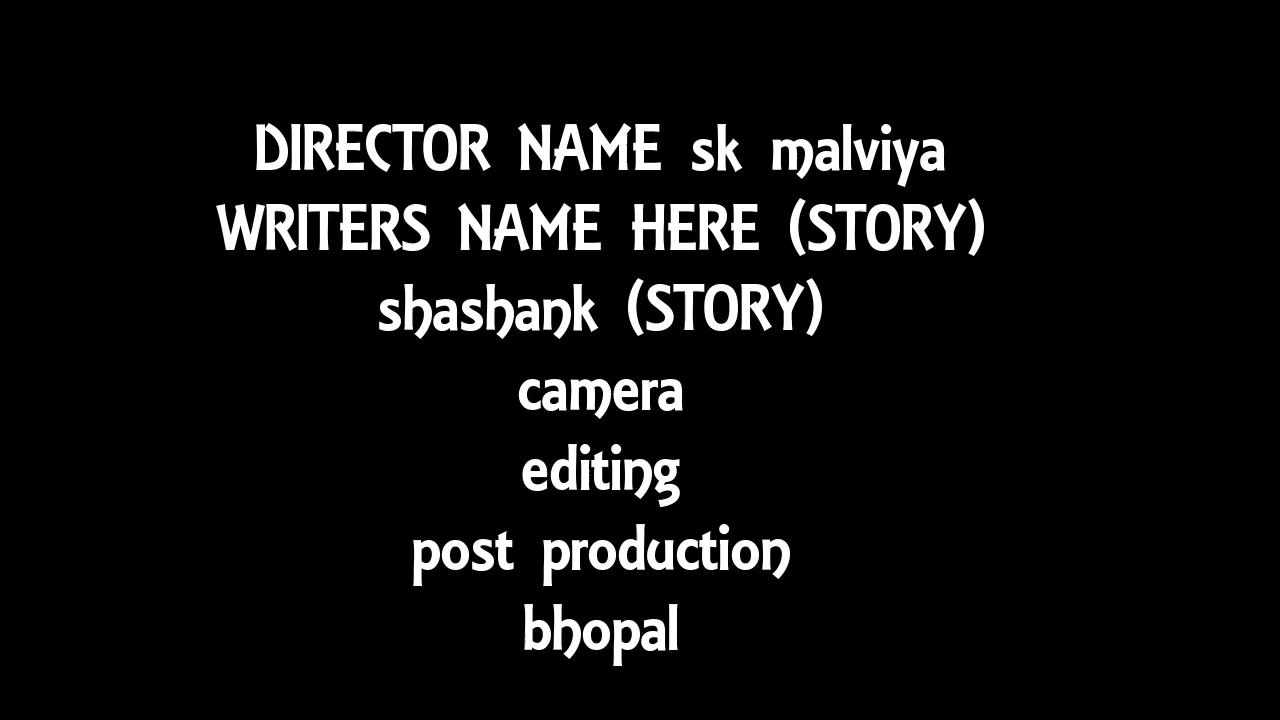 DIRECTOR NAME sk malviya
WRITERS NAME HERE (STORY)
shashank (STORY)
camera
editing
post production
bhopal